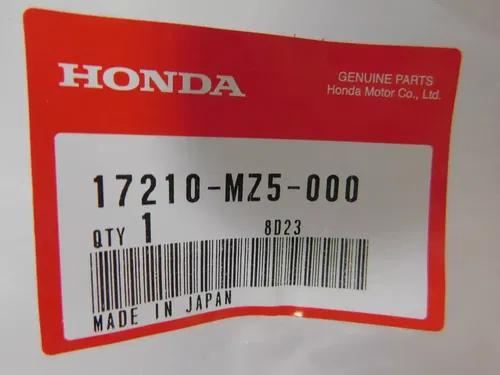 HONDA
GENUINE PARTS
Honda Motor Co., Ltd.
17210-MZ5-000
QTY 1 8D23
MADE IN JAPAN